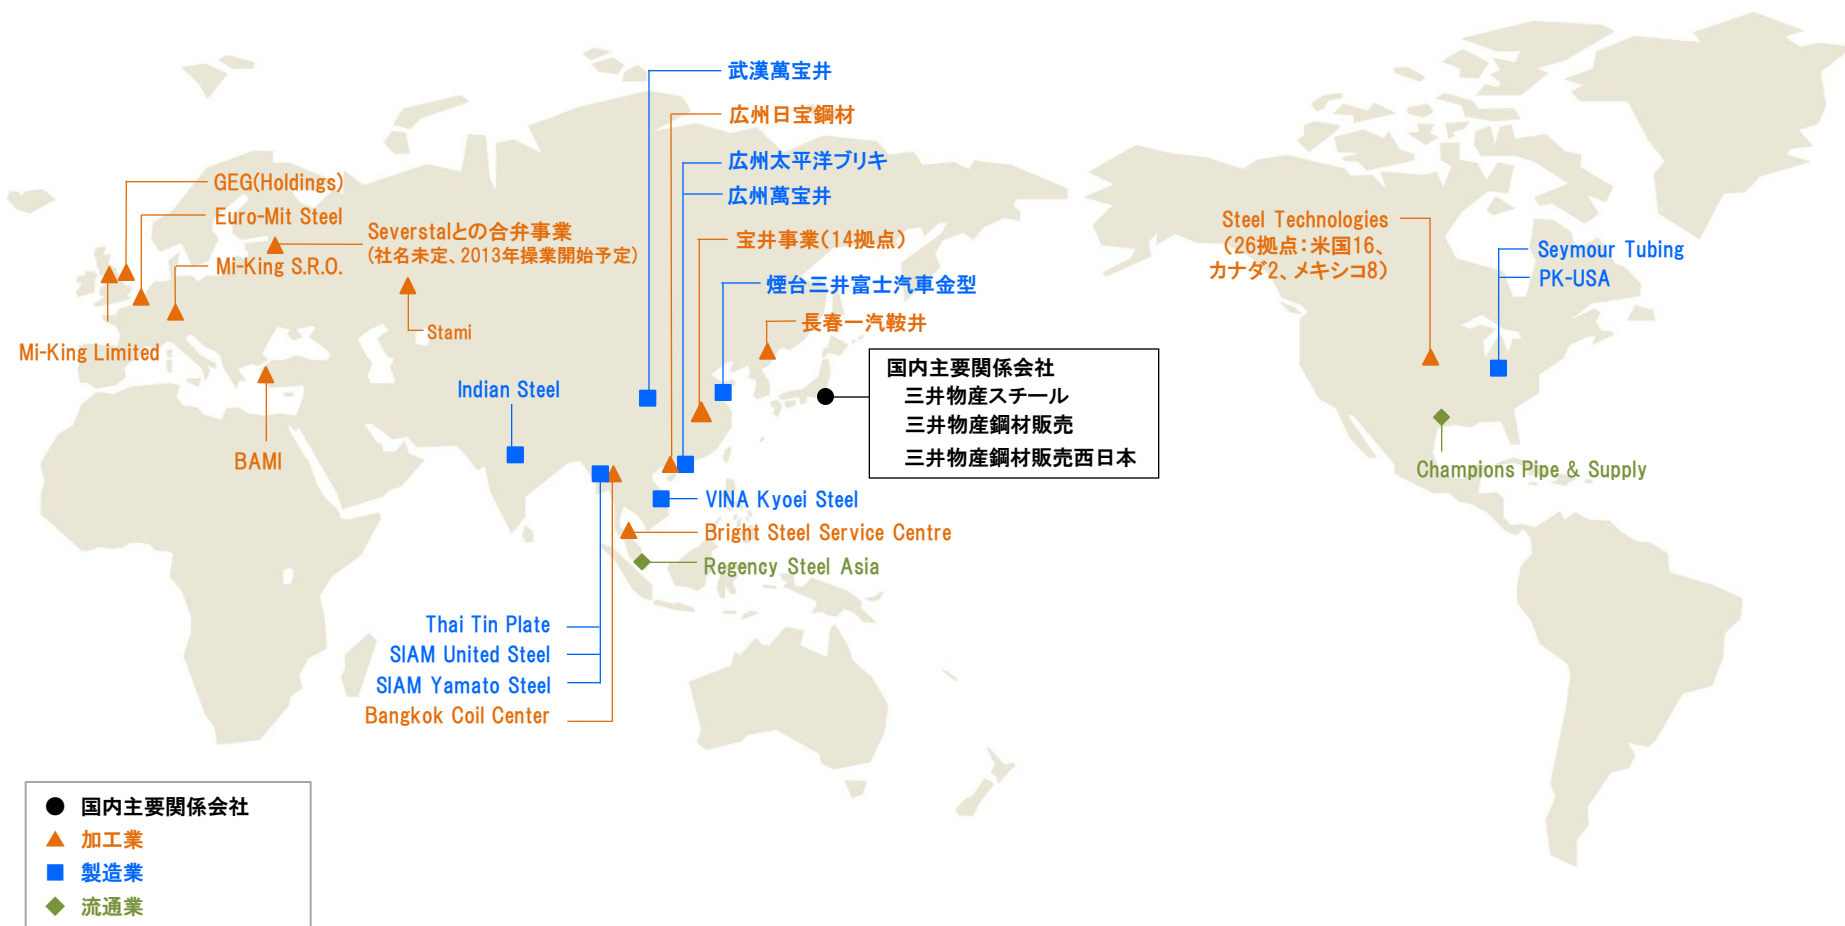 武漢萬宝井
広州日宝鋼材
広州太平洋ブリキ
広州萬宝井
宝井事業(14拠点)
煙台三井富士汽車金型
長春一汽鞍井
GEG(Holdings)
Euro-Mit Steel
Severstalとの合弁事業
(社名未定、2013年操業開始予定)
Mi-King S.R.O.
Stami
Mi-King Limited
BAMI
Indian Steel
国内主要関係会社
三井物産スチール
三井物産鋼材販売
三井物産鋼材販売西日本
Steel Technologies
(26拠点:米国16、
カナダ2、メキシコ8)
Seymour Tubing
PK-USA
Champions Pipe & Supply
VINA Kyoei Steel
Bright Steel Service Centre
Regency Steel Asia
Thai Tin Plate
SIAM United Steel
SIAM Yamato Steel
Bangkok Coil Center
国内主要関係会社
加工業
製造業
流通業